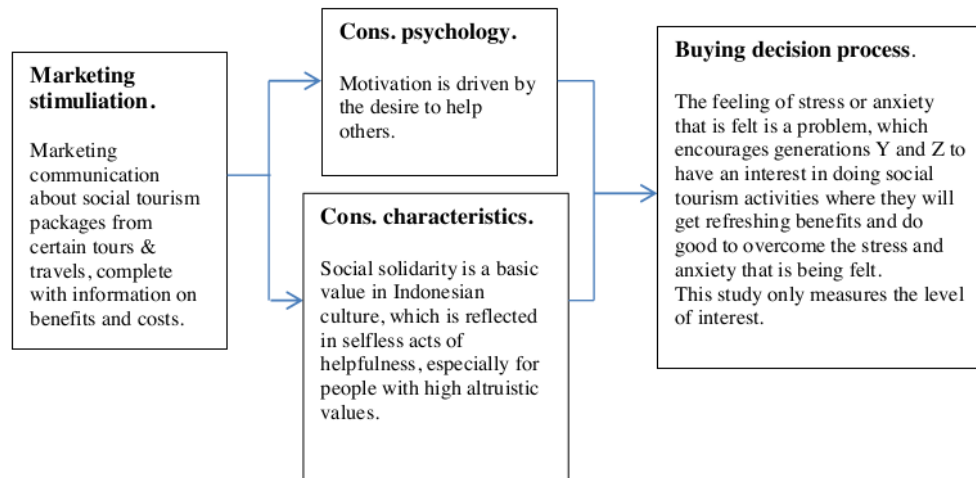 Marketing
stimuliation.
Marketing
communication
about social tourism
packages from
certain tours &
travels, complete
with information on
benefits and costs.
Cons. psychology.
Motivation is driven by
the desire to help
others.
Cons. characteristics.
Social solidarity is a basic
value in Indonesian
culture, which is reflected
in selfless acts of
helpfulness, especially for
people with high altruistic
values.
Buying decision process.
The feeling of stress or anxiety
that is felt is a problem, which
encourages generations Y and Z to
have an interest in doing social
tourism activities where they will
get refreshing benefits and do
good to overcome the stress and
anxiety that is being felt.
This study only measures the level
of interest.